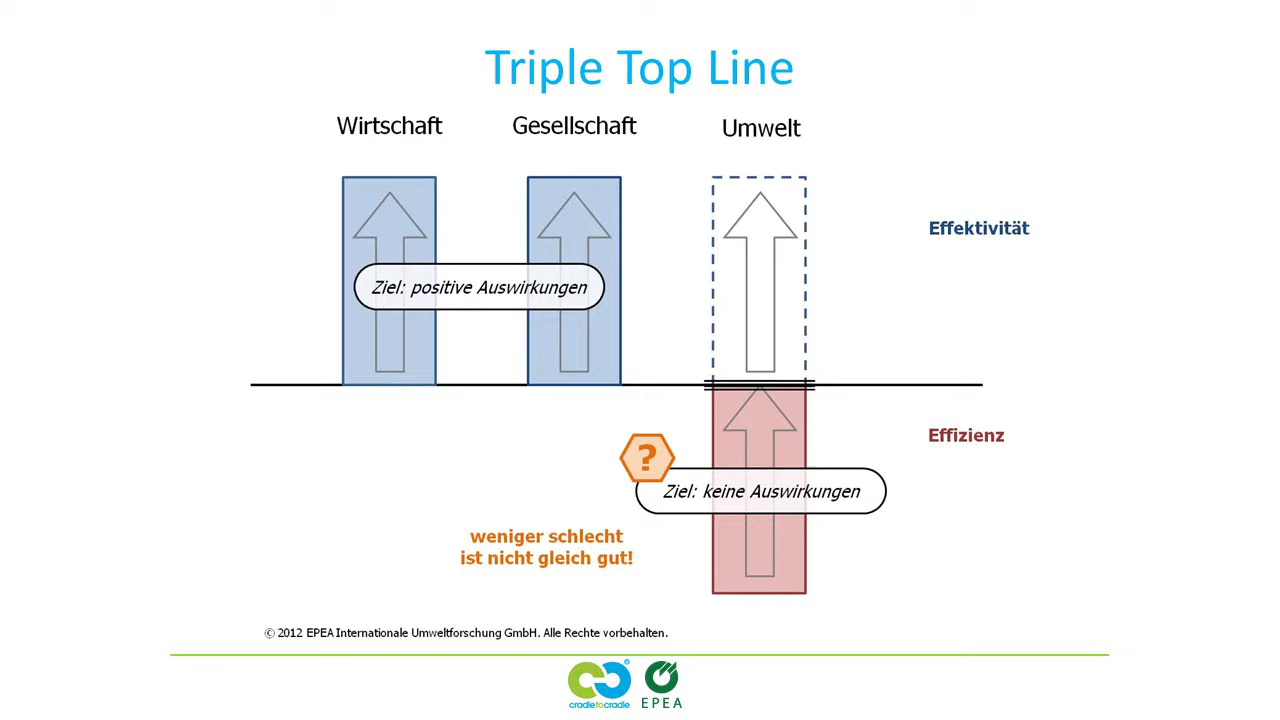 Triple Top Line
Wirtschaft
Gesellschaft
Umwelt
Effektivität
Ziel: positive Auswirkungen
Effizienz
?
Ziel: keine Auswirkungen
weniger schlecht
ist nicht gleich gut!
© 2012 EPEA Internationale Umweltforschung GmbH. Alle Rechte vorbehalten.
®
cradletocradle
EPEA